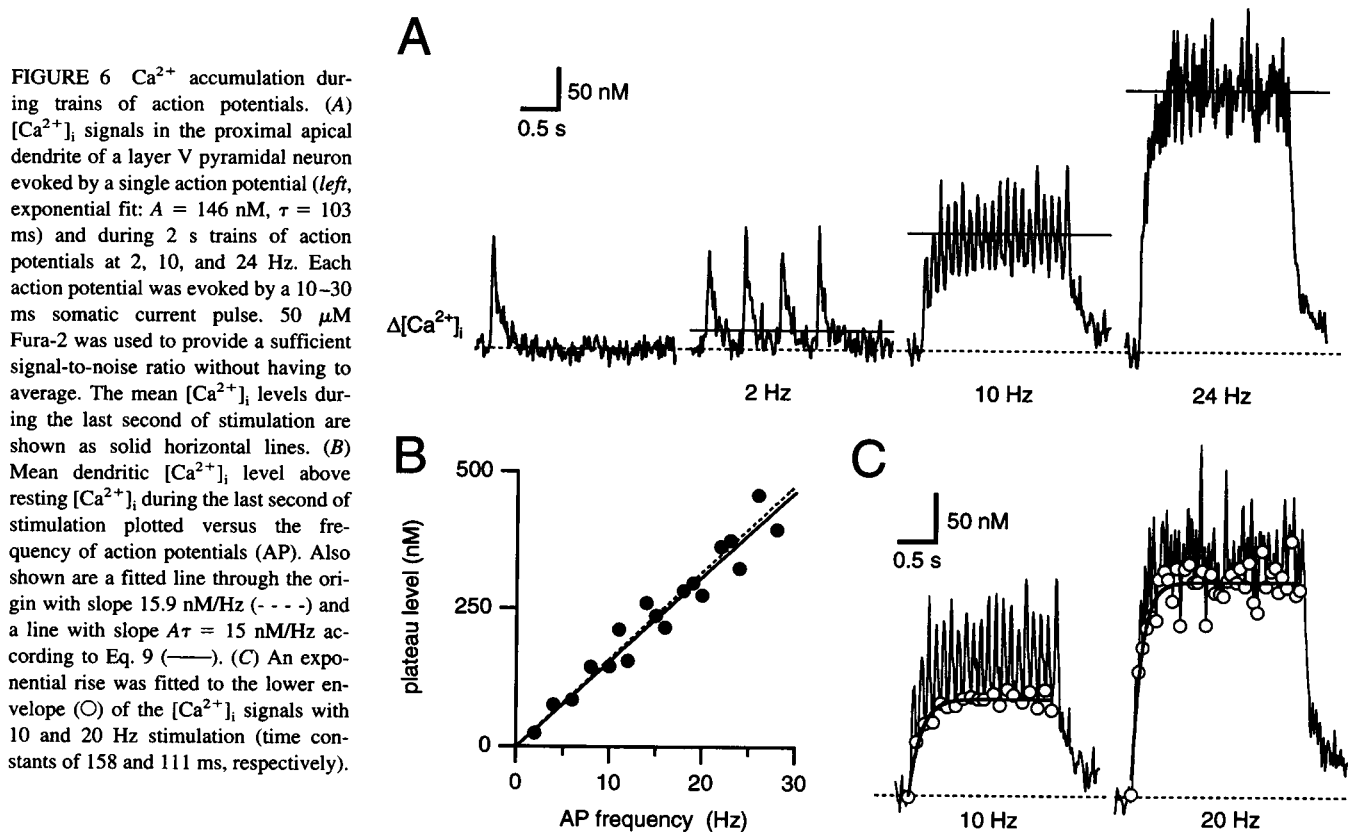 FIGURE 6 Ca2+ accumulation dur-
ing trains of action potentials. (A)
[Ca2+]i signals in the proximal apical
dendrite of a layer V pyramidal neuron
evoked by a single action potential (left,
exponential fit: A = 146 nM, τ = 103
ms) and during 2 s trains of action
potentials at 2, 10, and 24 Hz. Each
action potential was evoked by a 10–30
ms somatic current pulse. 50 μM
Fura-2 was used to provide a sufficient
signal-to-noise ratio without having to
average. The mean [Ca2+]i levels dur-
ing the last second of stimulation are
shown as solid horizontal lines. (B)
Mean dendritic [Ca2+]i level above
resting [Ca2+]i during the last second of
stimulation plotted versus the fre-
quency of action potentials (AP). Also
shown are a fitted line through the ori-
gin with slope 15.9 nM/Hz (- - - -) and
a line with slope Aτ = 15 nM/Hz ac-
cording to Eq. 9 (——). (C) An expo-
nential rise was fitted to the lower en-
velope (○) of the [Ca2+]i signals with
10 and 20 Hz stimulation (time con-
stants of 158 and 111 ms, respectively).
A
50 nM
0.5 s
Δ[Ca2+]i
2 Hz
10 Hz
24 Hz
B
500
250
0
plateau level (nM)
0
10
20
30
AP frequency (Hz)
C
50 nM
0.5 s
10 Hz
20 Hz